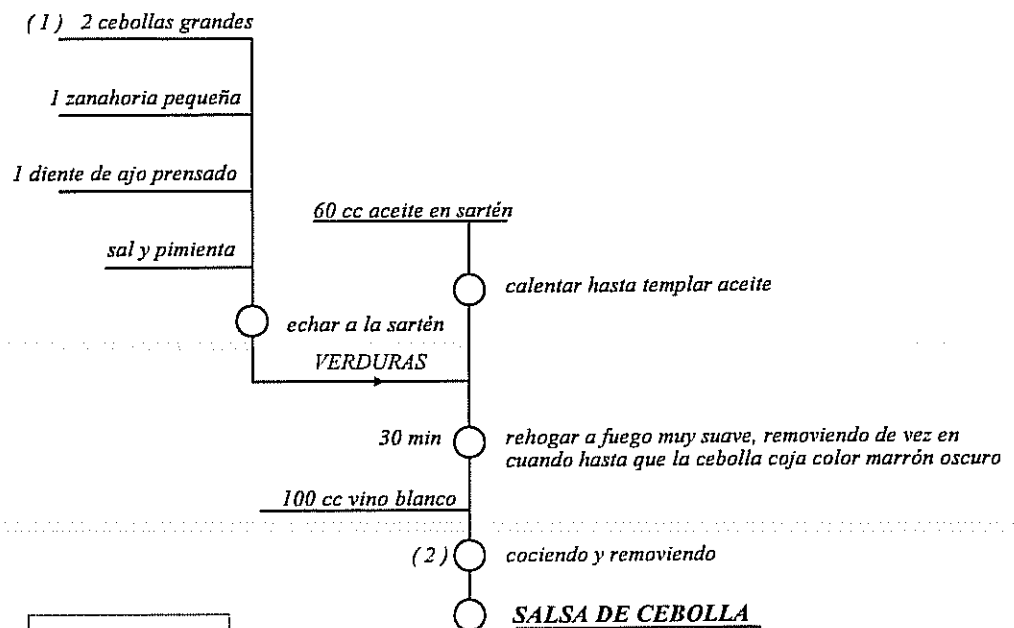 ( 1 ) 2 cebollas grandes
1 zanahoria pequeña
1 diente de ajo prensado
sal y pimienta
60 cc aceite en sartén
calentar hasta templar aceite
echar a la sartén
VERDURAS
30 min
rehogar a fuego muy suave, removiendo de vez en
cuando hasta que la cebolla coja color marrón oscuro
100 cc vino blanco
( 2 )
cociendo y removiendo
SALSA DE CEBOLLA